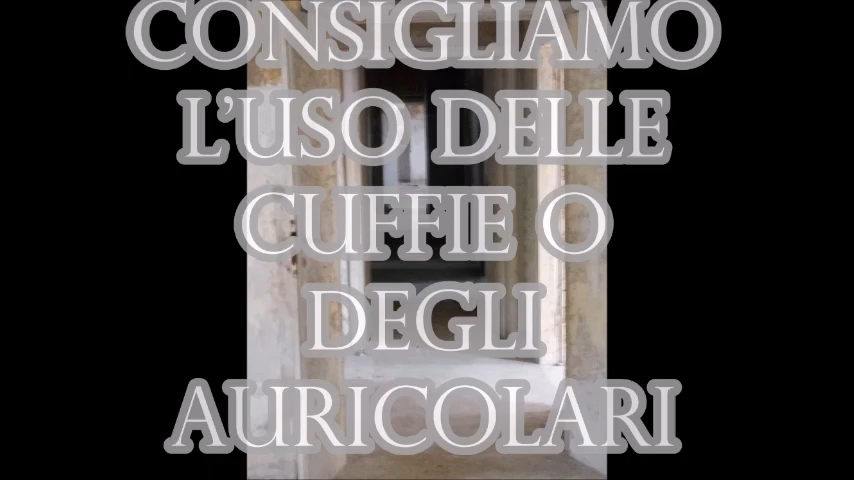 CONSIGLIAMO
L'USO DELLE
CUFFIE O
DEGLI
AURICOLARI